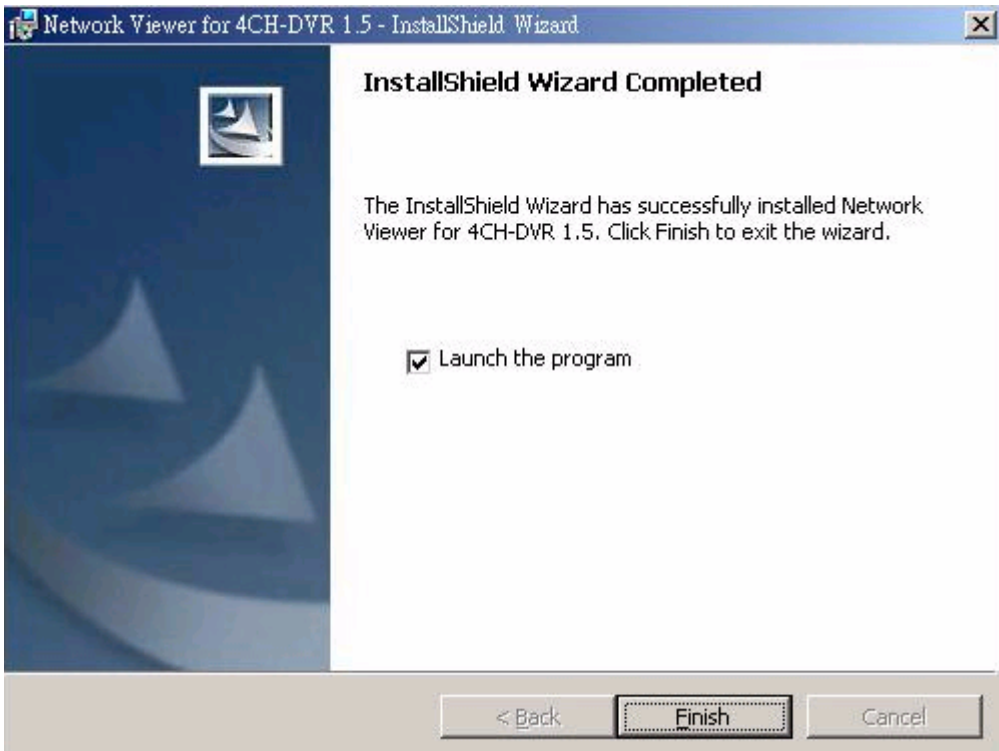 Network Viewer for 4CH-DVR 1.5 - InstallShield Wizard
InstallShield Wizard Completed
The InstallShield Wizard has successfully installed Network
Viewer for 4CH-DVR 1.5. Click Finish to exit the wizard.
Launch the program
< Back
Finish
Cancel